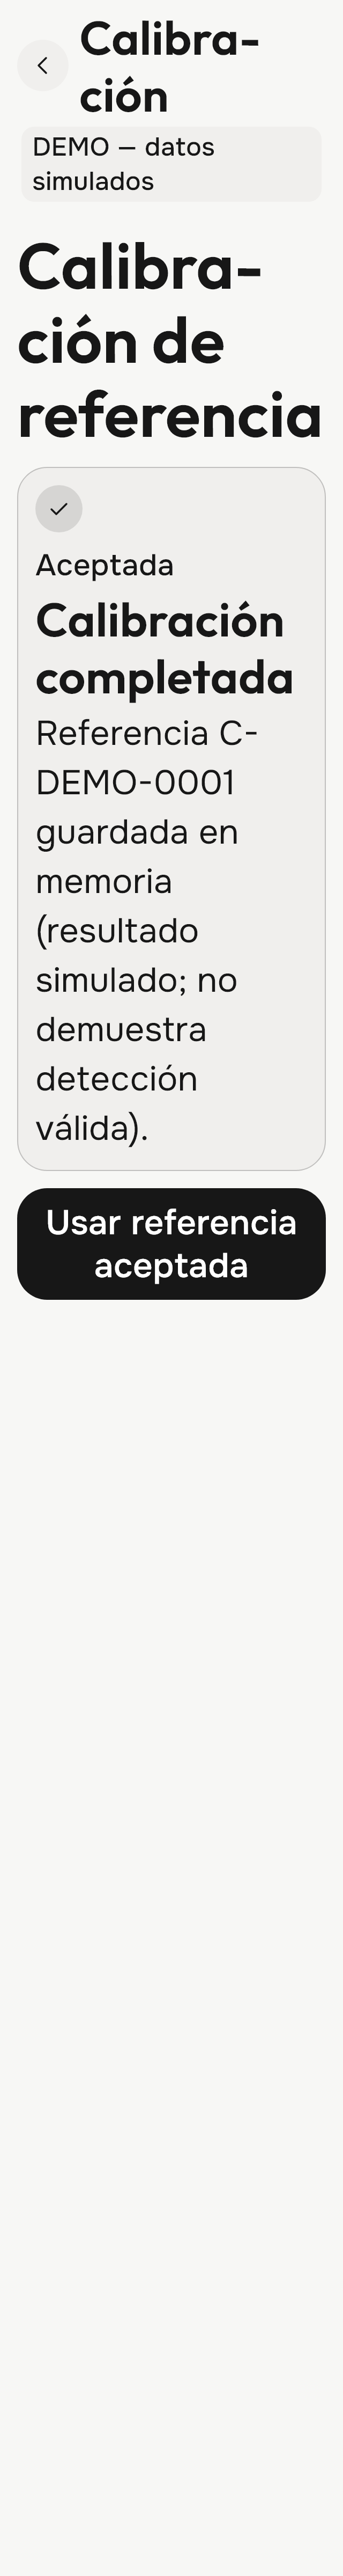 Calibra-
ción
DEMO — datos
simulados
Calibra-
ción de
referencia
Aceptada
Calibración
completada
Referencia C-
DEMO-0001
guardada en
memoria
(resultado
simulado; no
demuestra
detección
válida).
Usar referencia
aceptada